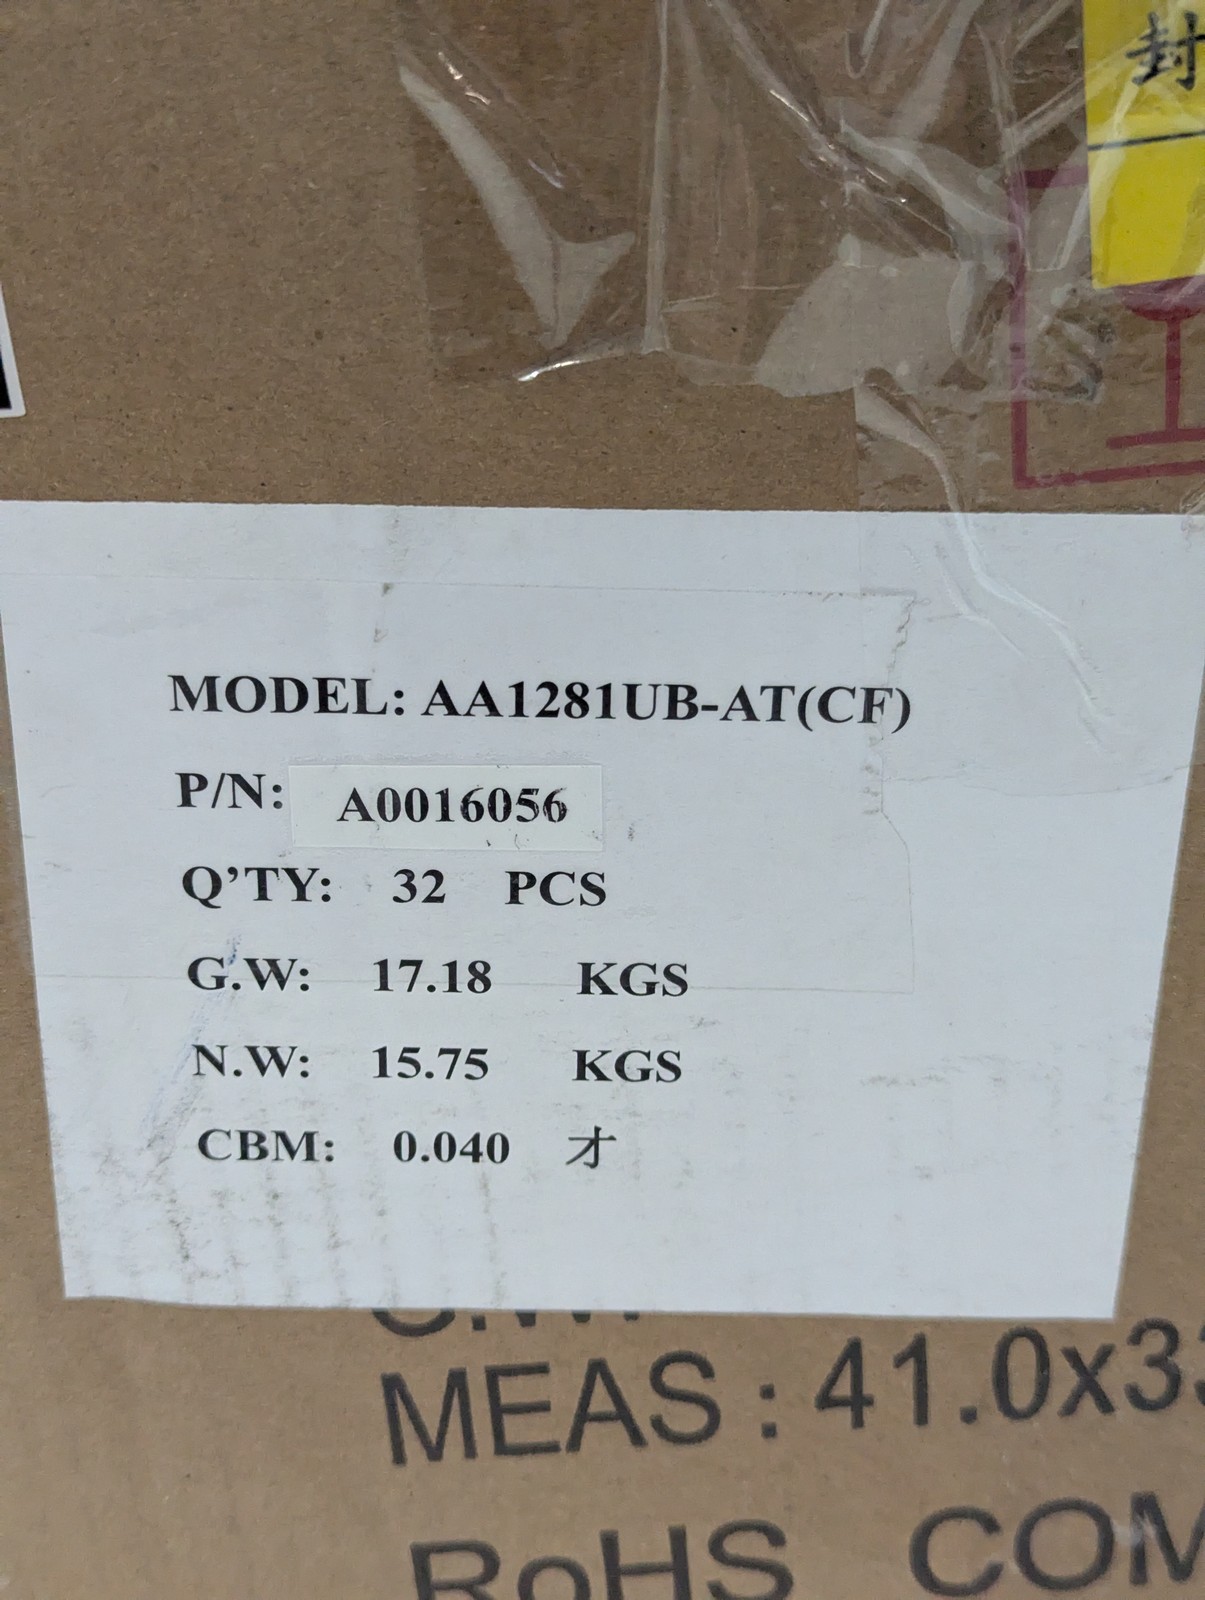 封
MODEL: AA1281UB-AT(CF)
P/N: A0016056
Q'TY: 32 PCS
G.W: 17.18 KGS
N.W: 15.75 KGS
CBM: 0.040 才
MEAS : 41.0x33
RoHS COM